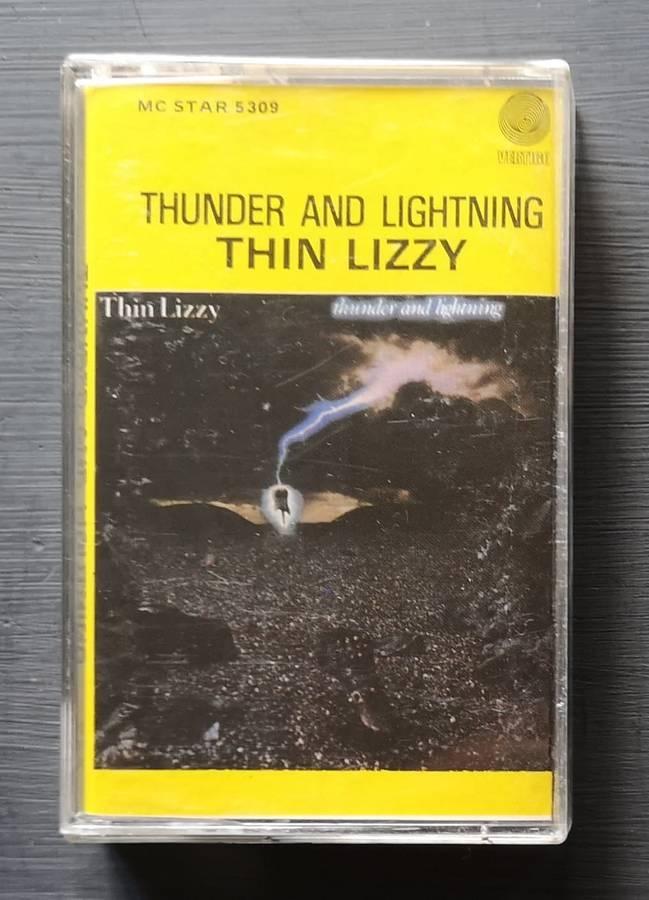 MC STAR 5309
VERTIGO
THUNDER AND LIGHTNING
THIN LIZZY
Thin Lizzy
thunder and lightning